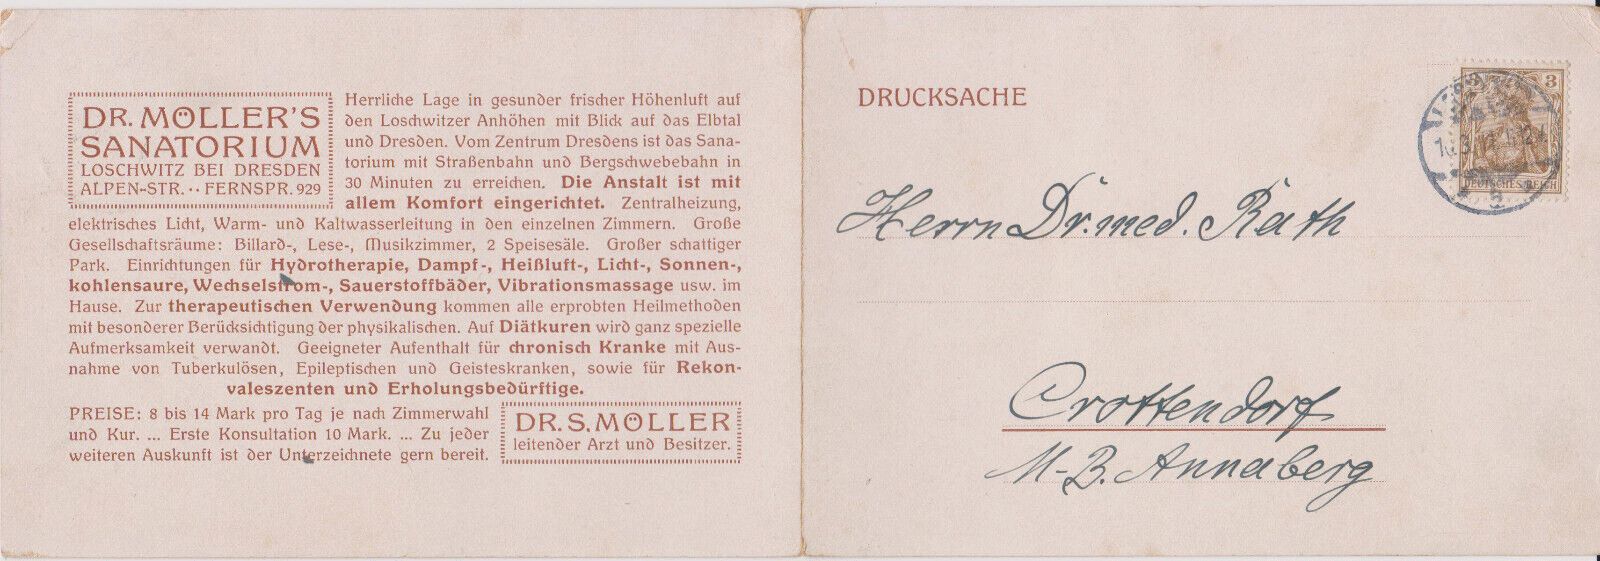 DR. MÖLLER'S
SANATORIUM
LOSCHWITZ BEI DRESDEN
ALPEN-STR. ·· FERNSPR. 929
Herrliche Lage in gesunder frischer Höhenluft auf
den Loschwitzer Anhöhen mit Blick auf das Elbtal
und Dresden. Vom Zentrum Dresdens ist das Sana-
torium mit Straßenbahn und Bergschwebebahn in
30 Minuten zu erreichen. Die Anstalt ist mit
allem Komfort eingerichtet. Zentralheizung,
elektrisches Licht, Warm- und Kaltwasserleitung in den einzelnen Zimmern. Große
Gesellschaftsräume: Billard-, Lese-, Musikzimmer, 2 Speisesäle. Großer schattiger
Park. Einrichtungen für Hydrotherapie, Dampf-, Heißluft-, Licht-, Sonnen-,
kohlensaure, Wechselstrom-, Sauerstoffbäder, Vibrationsmassage usw. im
Hause. Zur therapeutischen Verwendung kommen alle erprobten Heilmethoden
mit besonderer Berücksichtigung der physikalischen. Auf Diätkuren wird ganz spezielle
Aufmerksamkeit verwandt. Geeigneter Aufenthalt für chronisch Kranke mit Aus-
nahme von Tuberkulösen, Epileptischen und Geisteskranken, sowie für Rekon-
valeszenten und Erholungsbedürftige.
PREISE: 8 bis 14 Mark pro Tag je nach Zimmerwahl
und Kur. ... Erste Konsultation 10 Mark. ... Zu jeder
weiteren Auskunft ist der Unterzeichnete gern bereit.
DR. S. MÖLLER
leitender Arzt und Besitzer.
DRUCKSACHE
3 3
DEUTSCHES REICH
Herrn Dr. med. Rath
Crottendorf
M-B. Annaberg